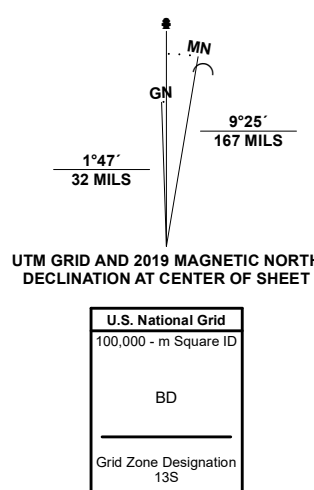 MN
GN
9°25´
167 MILS
1°47´
32 MILS
UTM GRID AND 2019 MAGNETIC NORTH
DECLINATION AT CENTER OF SHEET
U.S. National Grid
100,000 - m Square ID
BD
Grid Zone Designation
13S